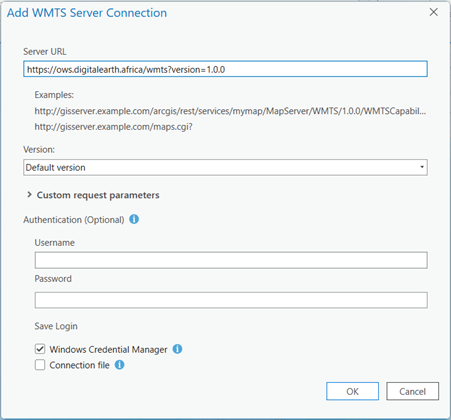 Add WMTS Server Connection
Server URL
https://ows.digitalearth.africa/wmts?version=1.0.0
Examples:
http://gisserver.example.com/arcgis/rest/services/mymap/MapServer/WMTS/1.0.0/WMTSCapabil...
http://gisserver.example.com/maps.cgi?
Version:
Default version
Custom request parameters
Authentication (Optional)
Username
Password
Save Login
Windows Credential Manager
Connection file
OK Cancel